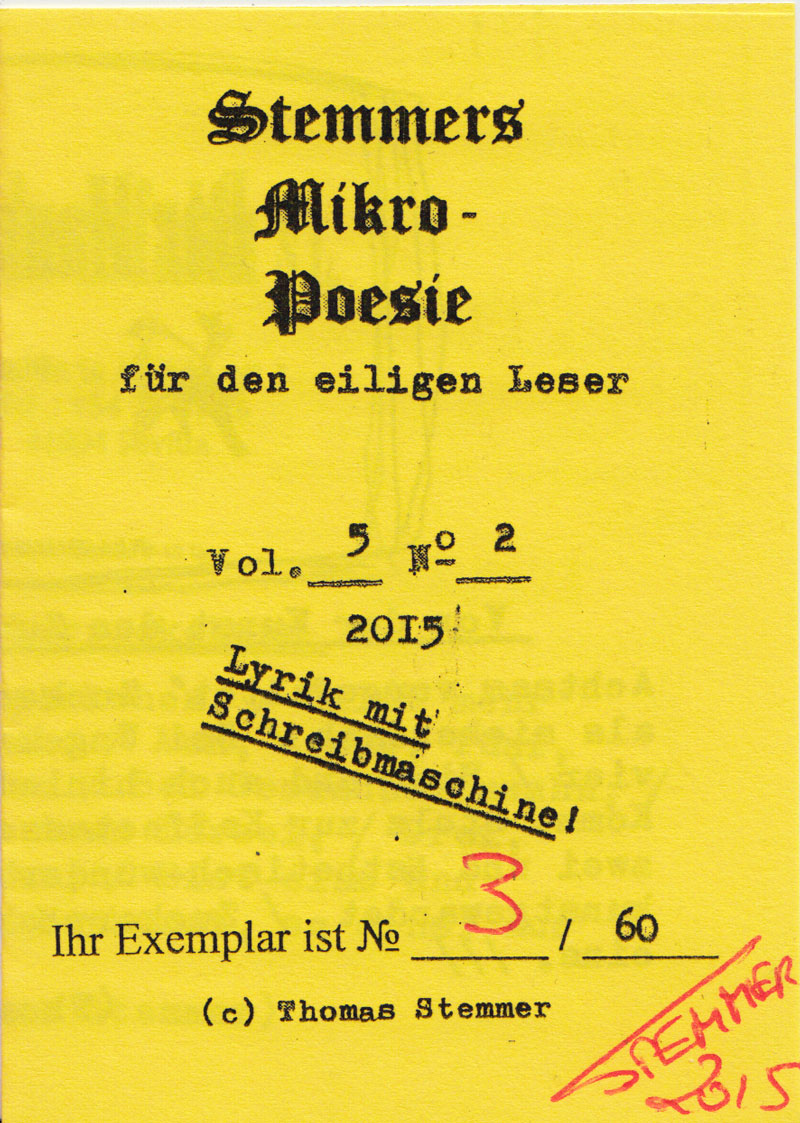 Stemmers
Mikro-
Poesie
für den eiligen Leser
Vol. 5 No 2
2015
Lyrik mit
Schreibmaschine!
Ihr Exemplar ist № 3 / 60
(c) Thomas Stemmer
STEMMER
2015